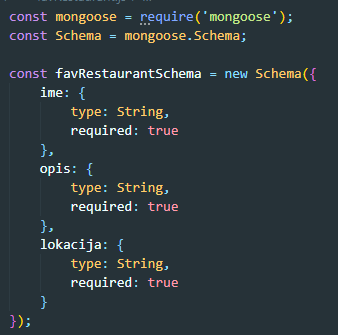 const mongoose = require('mongoose');
const Schema = mongoose.Schema;
const favRestaurantSchema = new Schema({
ime: {
type: String,
required: true
},
opis: {
type: String,
required: true
},
lokacija: {
type: String,
required: true
}
});